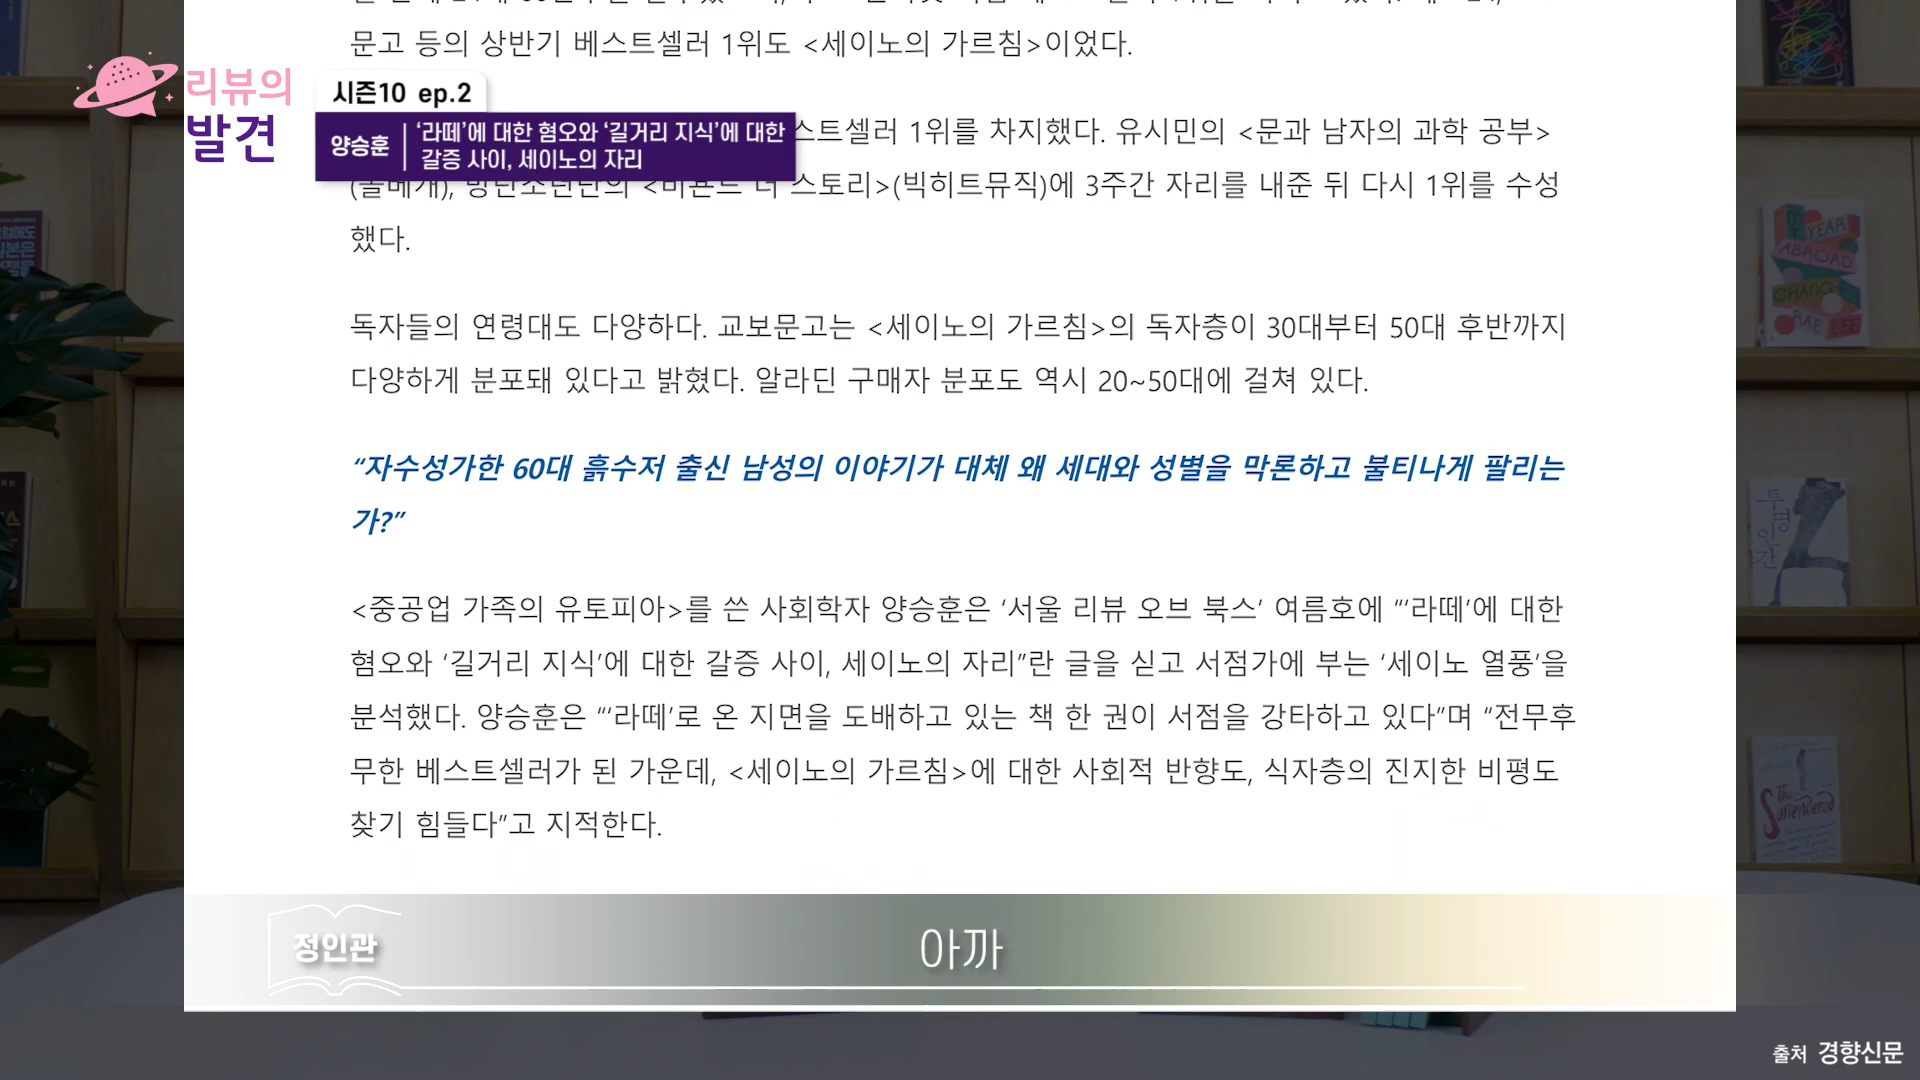 문고 등의 상반기 베스트셀러 1위도 <세이노의 가르침>이었다.
리뷰의
발견
시즌10 ep.2
양승훈
‘라떼’에 대한 혐오와 ‘길거리 지식’에 대한
갈증 사이, 세이노의 자리
스트셀러 1위를 차지했다. 유시민의 <문과 남자의 과학 공부>
스토리>(빅히트뮤직)에 3주간 자리를 내준 뒤 다시 1위를 수성
했다.
독자들의 연령대도 다양하다. 교보문고는 <세이노의 가르침>의 독자층이 30대부터 50대 후반까지
다양하게 분포돼 있다고 밝혔다. 알라딘 구매자 분포도 역시 20~50대에 걸쳐 있다.
“자수성가한 60대 흙수저 출신 남성의 이야기가 대체 왜 세대와 성별을 막론하고 불티나게 팔리는
가?”
<중공업 가족의 유토피아>를 쓴 사회학자 양승훈은 ‘서울 리뷰 오브 북스’ 여름호에 “‘라떼’에 대한
혐오와 ‘길거리 지식’에 대한 갈증 사이, 세이노의 자리”란 글을 싣고 서점가에 부는 ‘세이노 열풍’을
분석했다. 양승훈은 “‘라떼’로 온 지면을 도배하고 있는 책 한 권이 서점을 강타하고 있다”며 “전무후
무한 베스트셀러가 된 가운데, <세이노의 가르침>에 대한 사회적 반향도, 식자층의 진지한 비평도
찾기 힘들다”고 지적한다.
정인관
아까
출처 경향신문
MY YEAR
ABROAD
CHANG-
RAE LEE
투명
인간
The
Surrendered